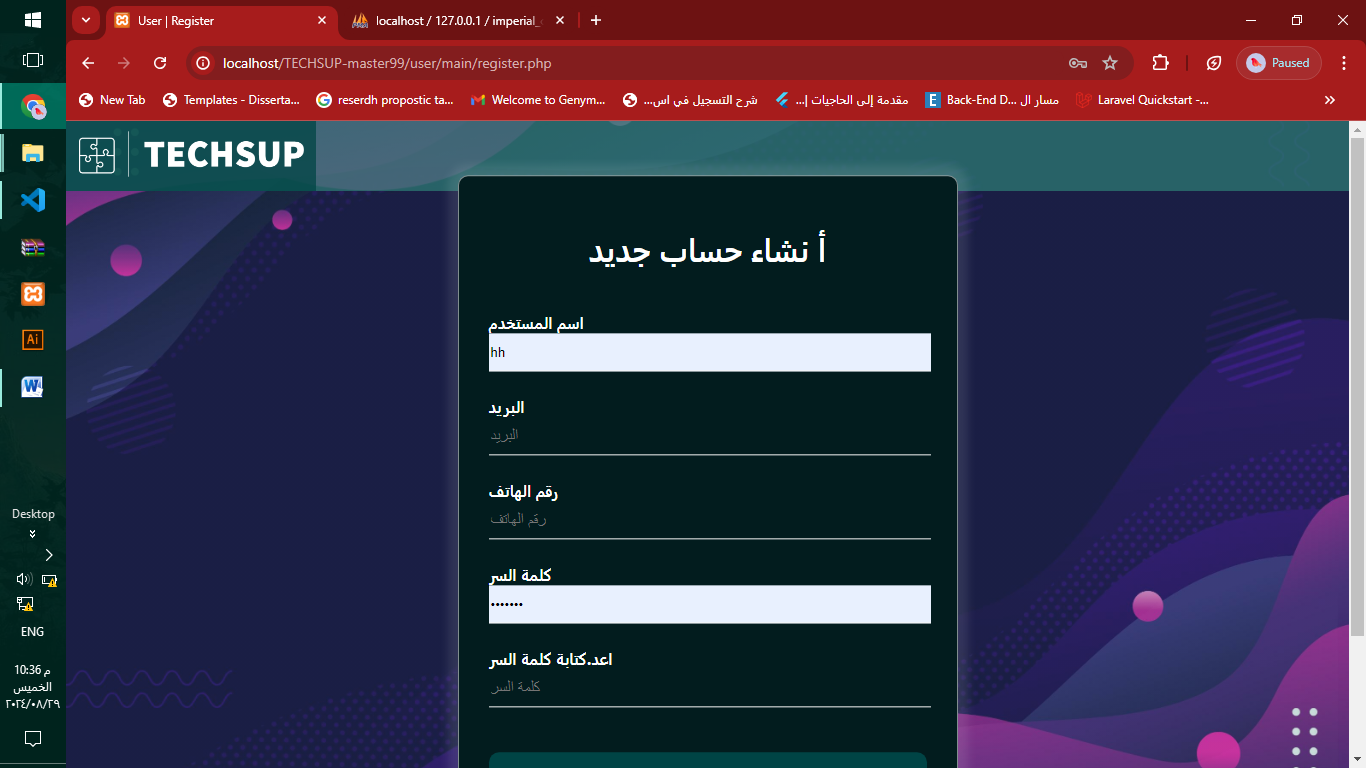 User | Register
localhost / 127.0.0.1 / imperial_
localhost/TECHSUP-master99/user/main/register.php
Paused
New Tab
Templates - Disserta...
reserdh propostic ta...
Welcome to Genym...
شرح التسجيل في اس...
مقدمة إلى الحاجيات |...
Back-End D... مسار ال
Laravel Quickstart -...
TECHSUP
أ نشاء حساب جديد
اسم المستخدم
hh
البريد
البريد
رقم الهاتف
رقم الهاتف
كلمة السر
•••••••
اعد.كتابة كلمة السر
كلمة السر
Ai
W
Desktop
ENG
10:36 م
الخميس
٢٠٢٤/٠٨/٢٩